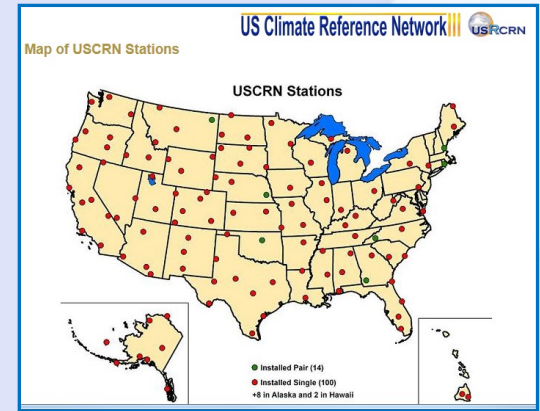 US Climate Reference Network
USRCRN
Map of USCRN Stations
USCRN Stations
Installed Pair (14)
Installed Single (100)
+8 in Alaska and 2 in Hawaii